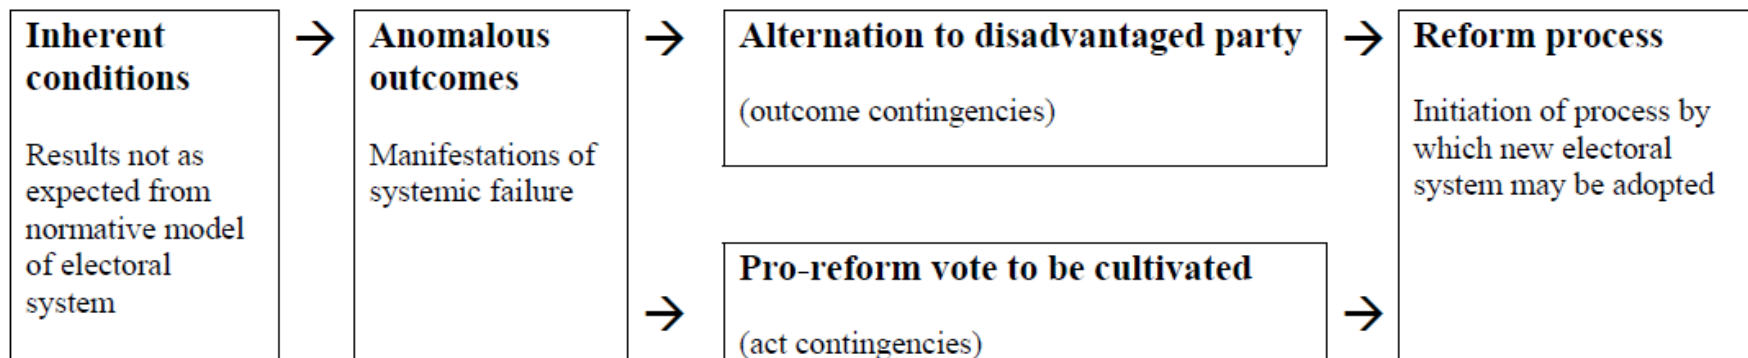 Inherent
conditions
Results not as
expected from
normative model
of electoral
system
→
Anomalous
outcomes
Manifestations of
systemic failure
→
Alternation to disadvantaged party
(outcome contingencies)
→
Pro-reform vote to be cultivated
(act contingencies)
→
→
Reform process
Initiation of process by
which new electoral
system may be adopted